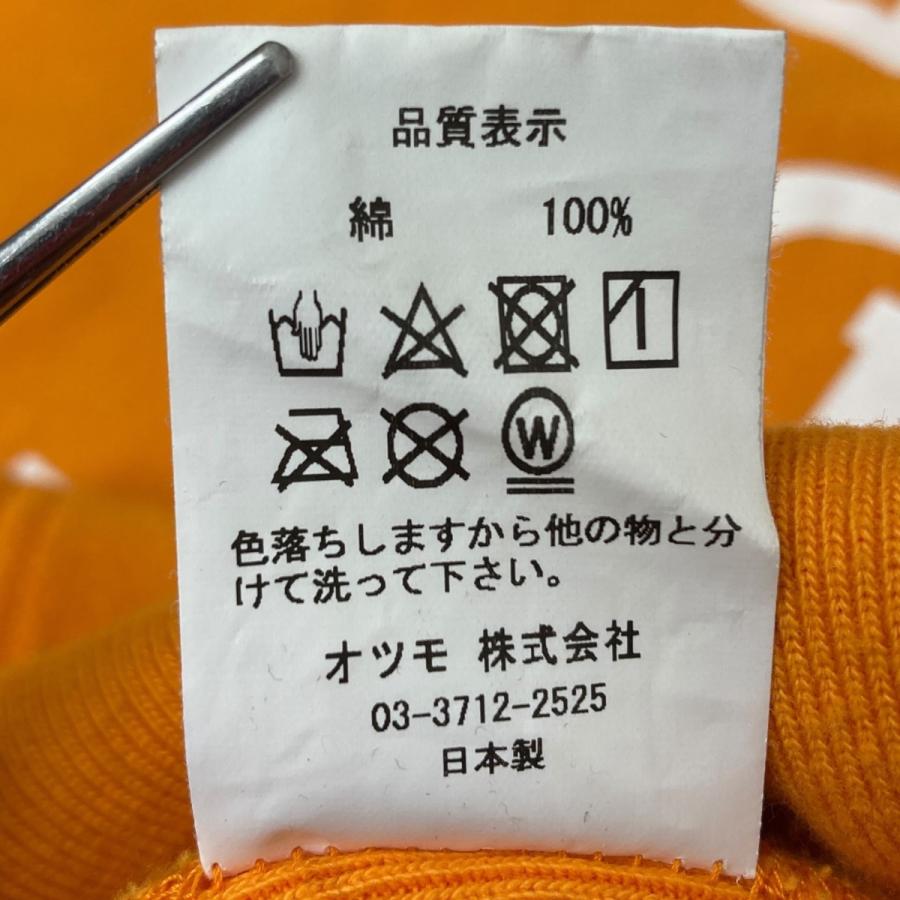 品質表示
綿 100%
W
色落ちしますから他の物と分
けて洗って下さい。
オツモ 株式会社
03-3712-2525
日本製